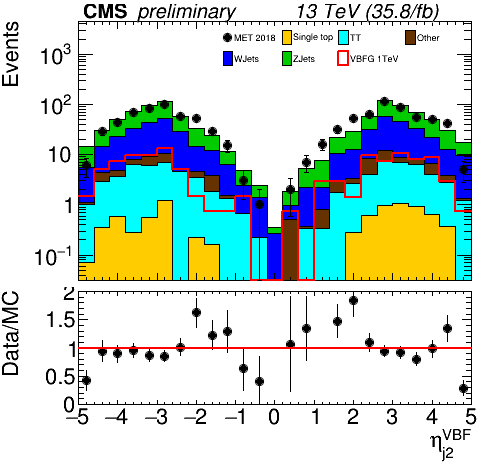 CMS preliminary 13 TeV (35.8/fb)
Events
MET 2018 Single top TT Other
WJets ZJets VBFG 1TeV
10³
10²
10
1
10⁻¹
Data/MC
2
1.5
1
0.5
0
−5 −4 −3 −2 −1 0 1 2 3 4 5
η_{j2}^{VBF}